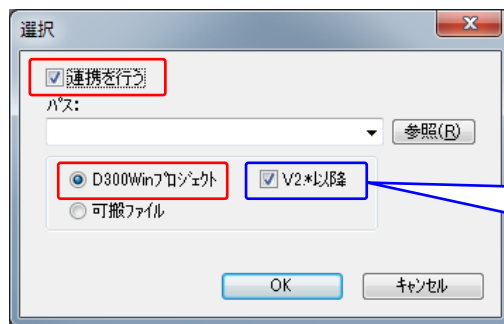 選択
連携を行う
ﾊﾟｽ:
参照(R)
D300Winﾌﾟﾛｼﾞｪｸﾄ
V2.*以降
可搬ﾌｧｲﾙ
OK
ｷｬﾝｾﾙ